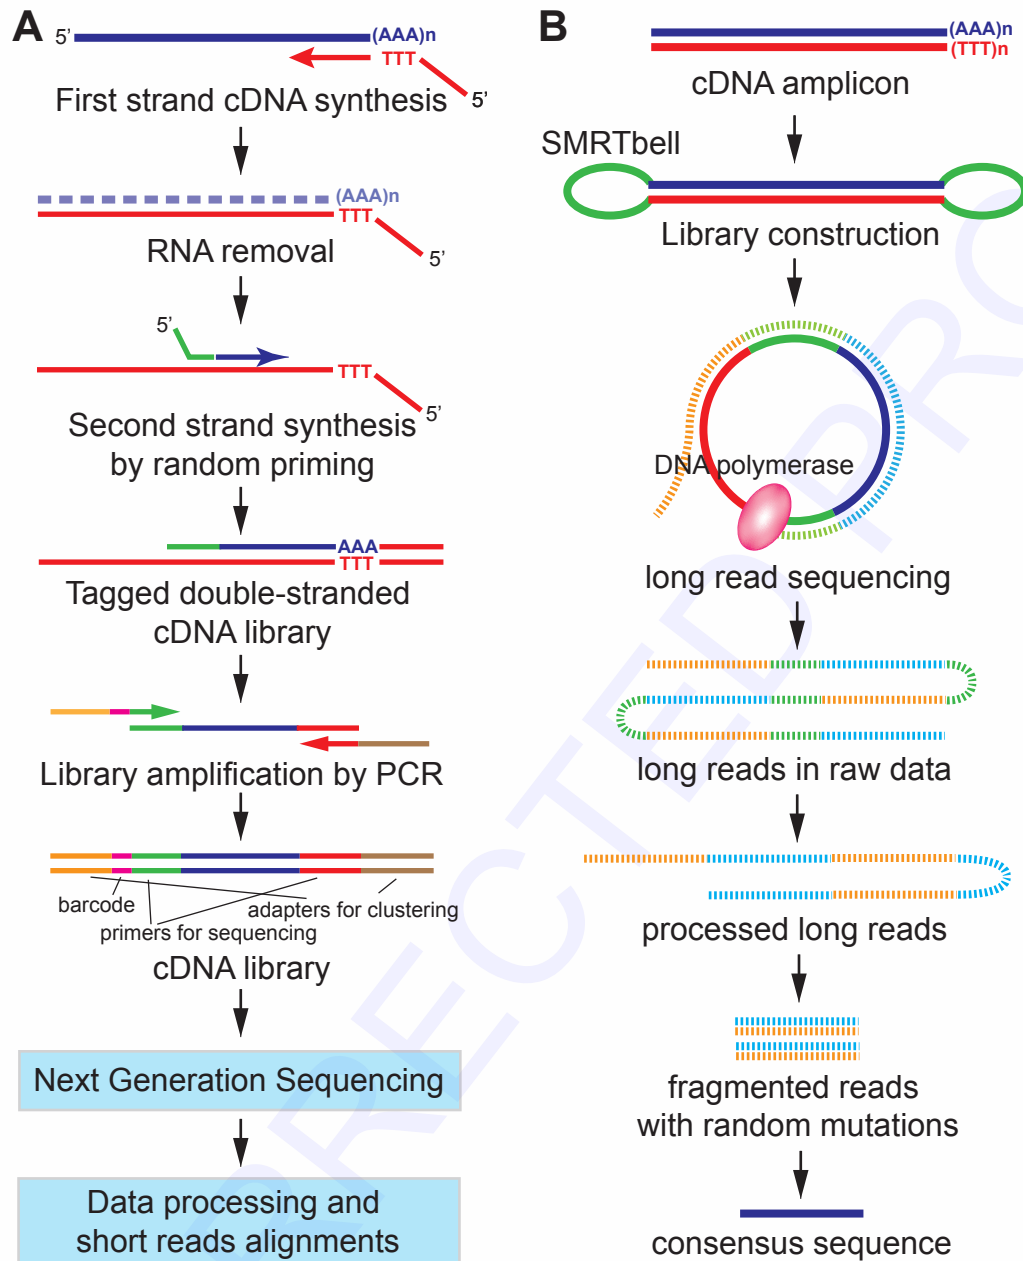 A
5’
(AAA)n
TTT
First strand cDNA synthesis
5’
(AAA)n
TTT
RNA removal
5’
5’
TTT
5’
Second strand synthesis
by random priming
AAA
TTT
Tagged double-stranded
cDNA library
Library amplification by PCR
barcode
adapters for clustering
primers for sequencing
cDNA library
Next Generation Sequencing
Data processing and
short reads alignments
B
(AAA)n
(TTT)n
cDNA amplicon
SMRTbell
Library construction
DNA polymerase
long read sequencing
long reads in raw data
processed long reads
fragmented reads
with random mutations
consensus sequence
RRECTED PRO